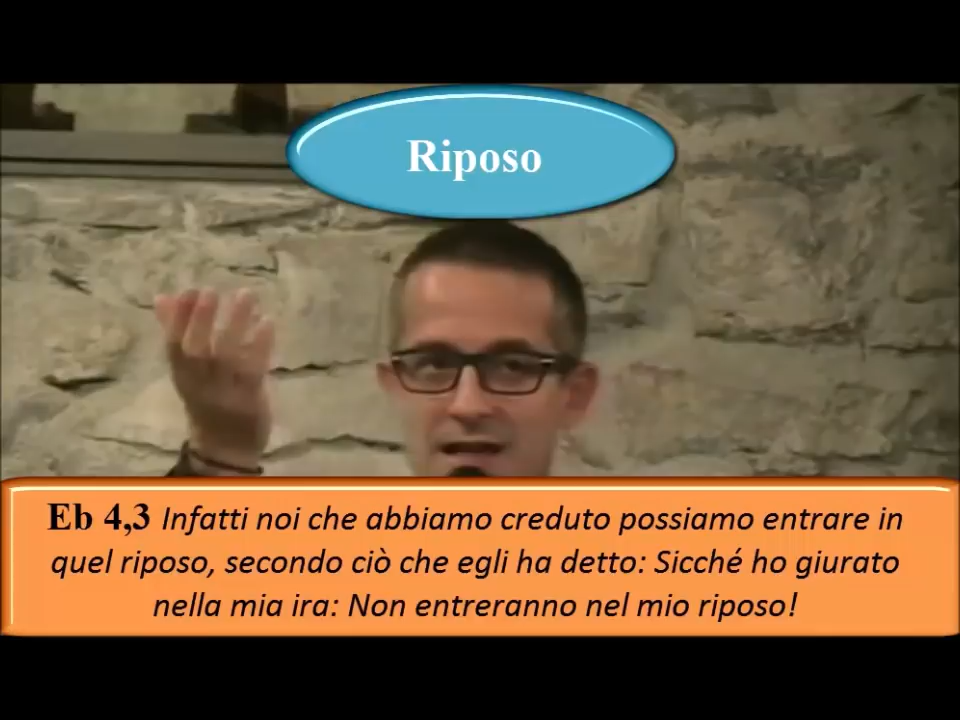 Riposo
Eb 4,3 Infatti noi che abbiamo creduto possiamo entrare in
quel riposo, secondo ciò che egli ha detto: Sicché ho giurato
nella mia ira: Non entreranno nel mio riposo!